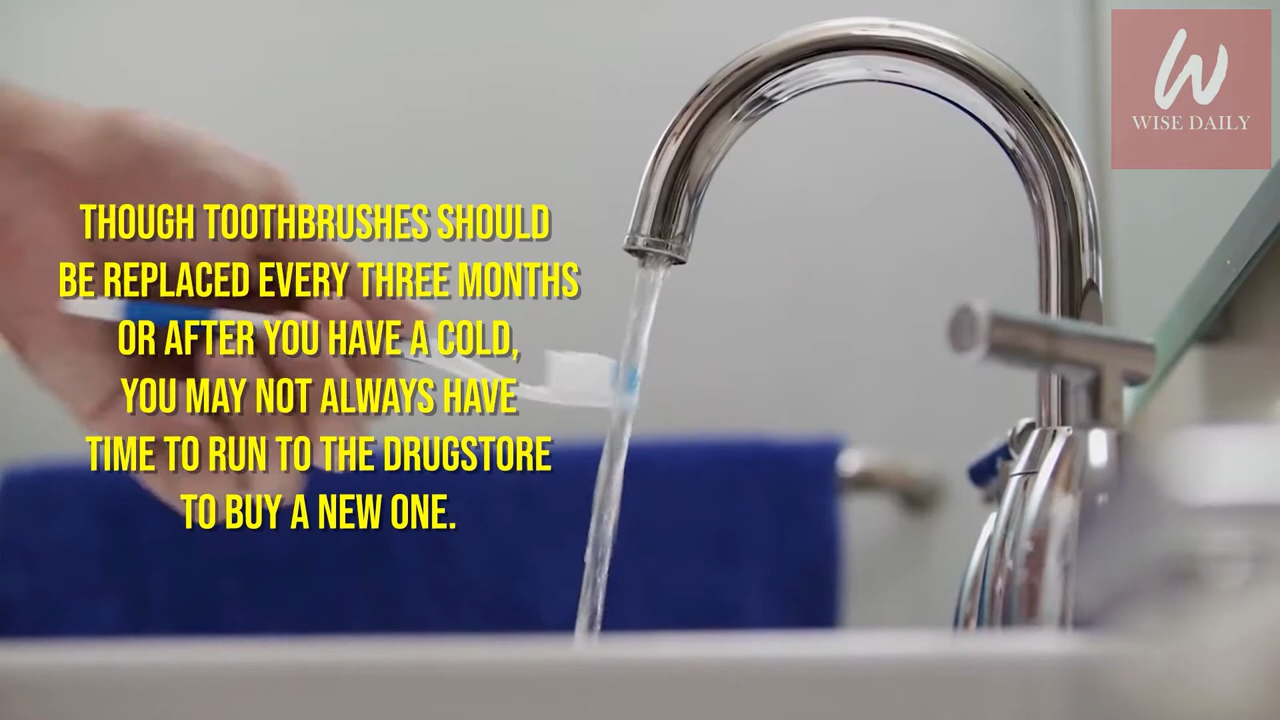 W
WISE DAILY
THOUGH TOOTHBRUSHES SHOULD
BE REPLACED EVERY THREE MONTHS
OR AFTER YOU HAVE A COLD,
YOU MAY NOT ALWAYS HAVE
TIME TO RUN TO THE DRUGSTORE
TO BUY A NEW ONE.